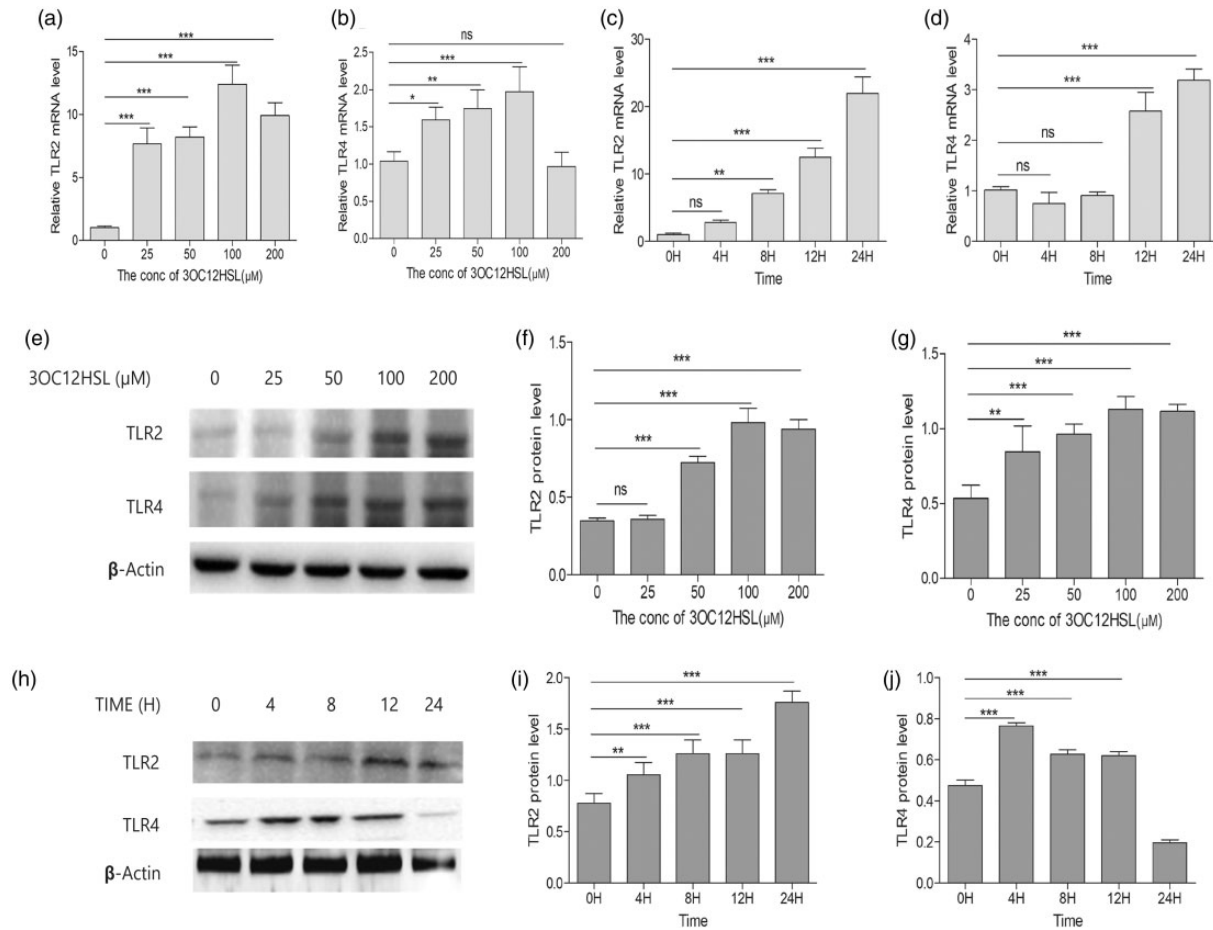 (a)
Relative TLR2 mRNA level
15
10
5
0
***
***
***
***
0 25 50 100 200
The conc of 3OC12HSL(µM)
(b)
Relative TLR4 mRNA level
2.5
2.0
1.5
1.0
0.5
0.0
ns
***
**
*
0 25 50 100 200
The conc of 3OC12HSL(µM)
(c)
Relative TLR2 mRNA level
30
20
10
0
***
***
**
ns
0H 4H 8H 12H 24H
Time
(d)
Relative TLR4 mRNA level
4
3
2
1
0
***
***
ns
ns
0H 4H 8H 12H 24H
Time
(e)
3OC12HSL (µM) 0 25 50 100 200
TLR2
TLR4
β-Actin
(f)
TLR2 protein level
1.5
1.0
0.5
0.0
***
***
***
ns
0 25 50 100 200
The conc of 3OC12HSL(µM)
(g)
TLR4 protein level
1.5
1.0
0.5
0.0
***
***
***
**
0 25 50 100 200
The conc of 3OC12HSL(µM)
(h)
TIME (H) 0 4 8 12 24
TLR2
TLR4
β-Actin
(i)
TLR2 protein level
2.0
1.5
1.0
0.5
0.0
***
***
***
**
0H 4H 8H 12H 24H
Time
(j)
TLR4 protein level
1.0
0.8
0.6
0.4
0.2
0.0
***
***
***
0H 4H 8H 12H 24H
Time